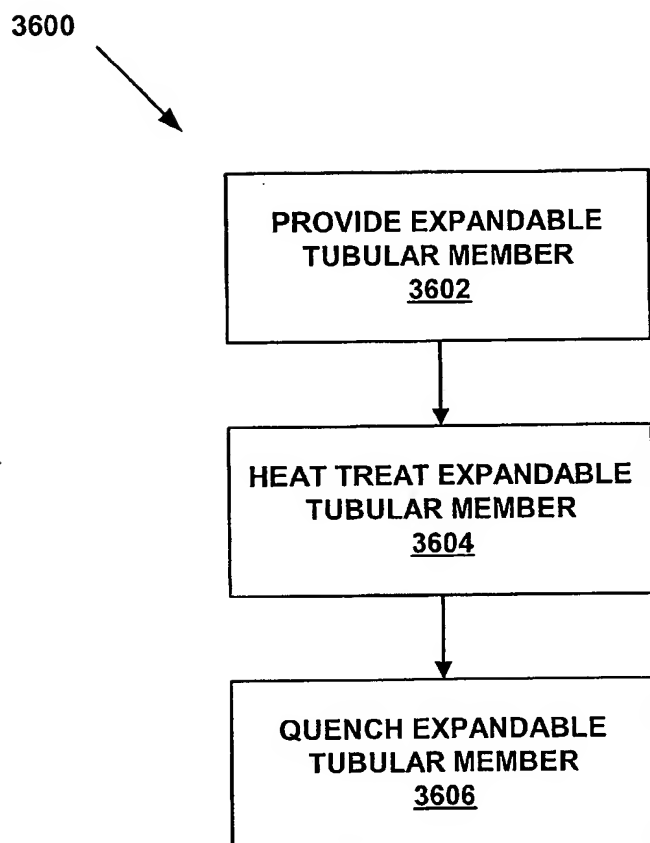 3600
PROVIDE EXPANDABLE
TUBULAR MEMBER
3602
HEAT TREAT EXPANDABLE
TUBULAR MEMBER
3604
QUENCH EXPANDABLE
TUBULAR MEMBER
3606